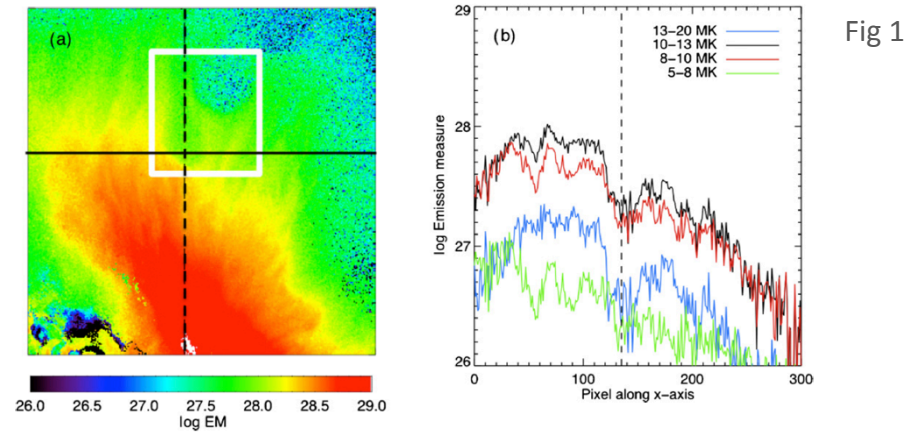 Fig 1
(a)
26.0 26.5 27.0 27.5 28.0 28.5 29.0
log EM
(b)
13-20 MK
10-13 MK
8-10 MK
5-8 MK
29
28
27
26
log Emission measure
0 100 200 300
Pixel along x-axis